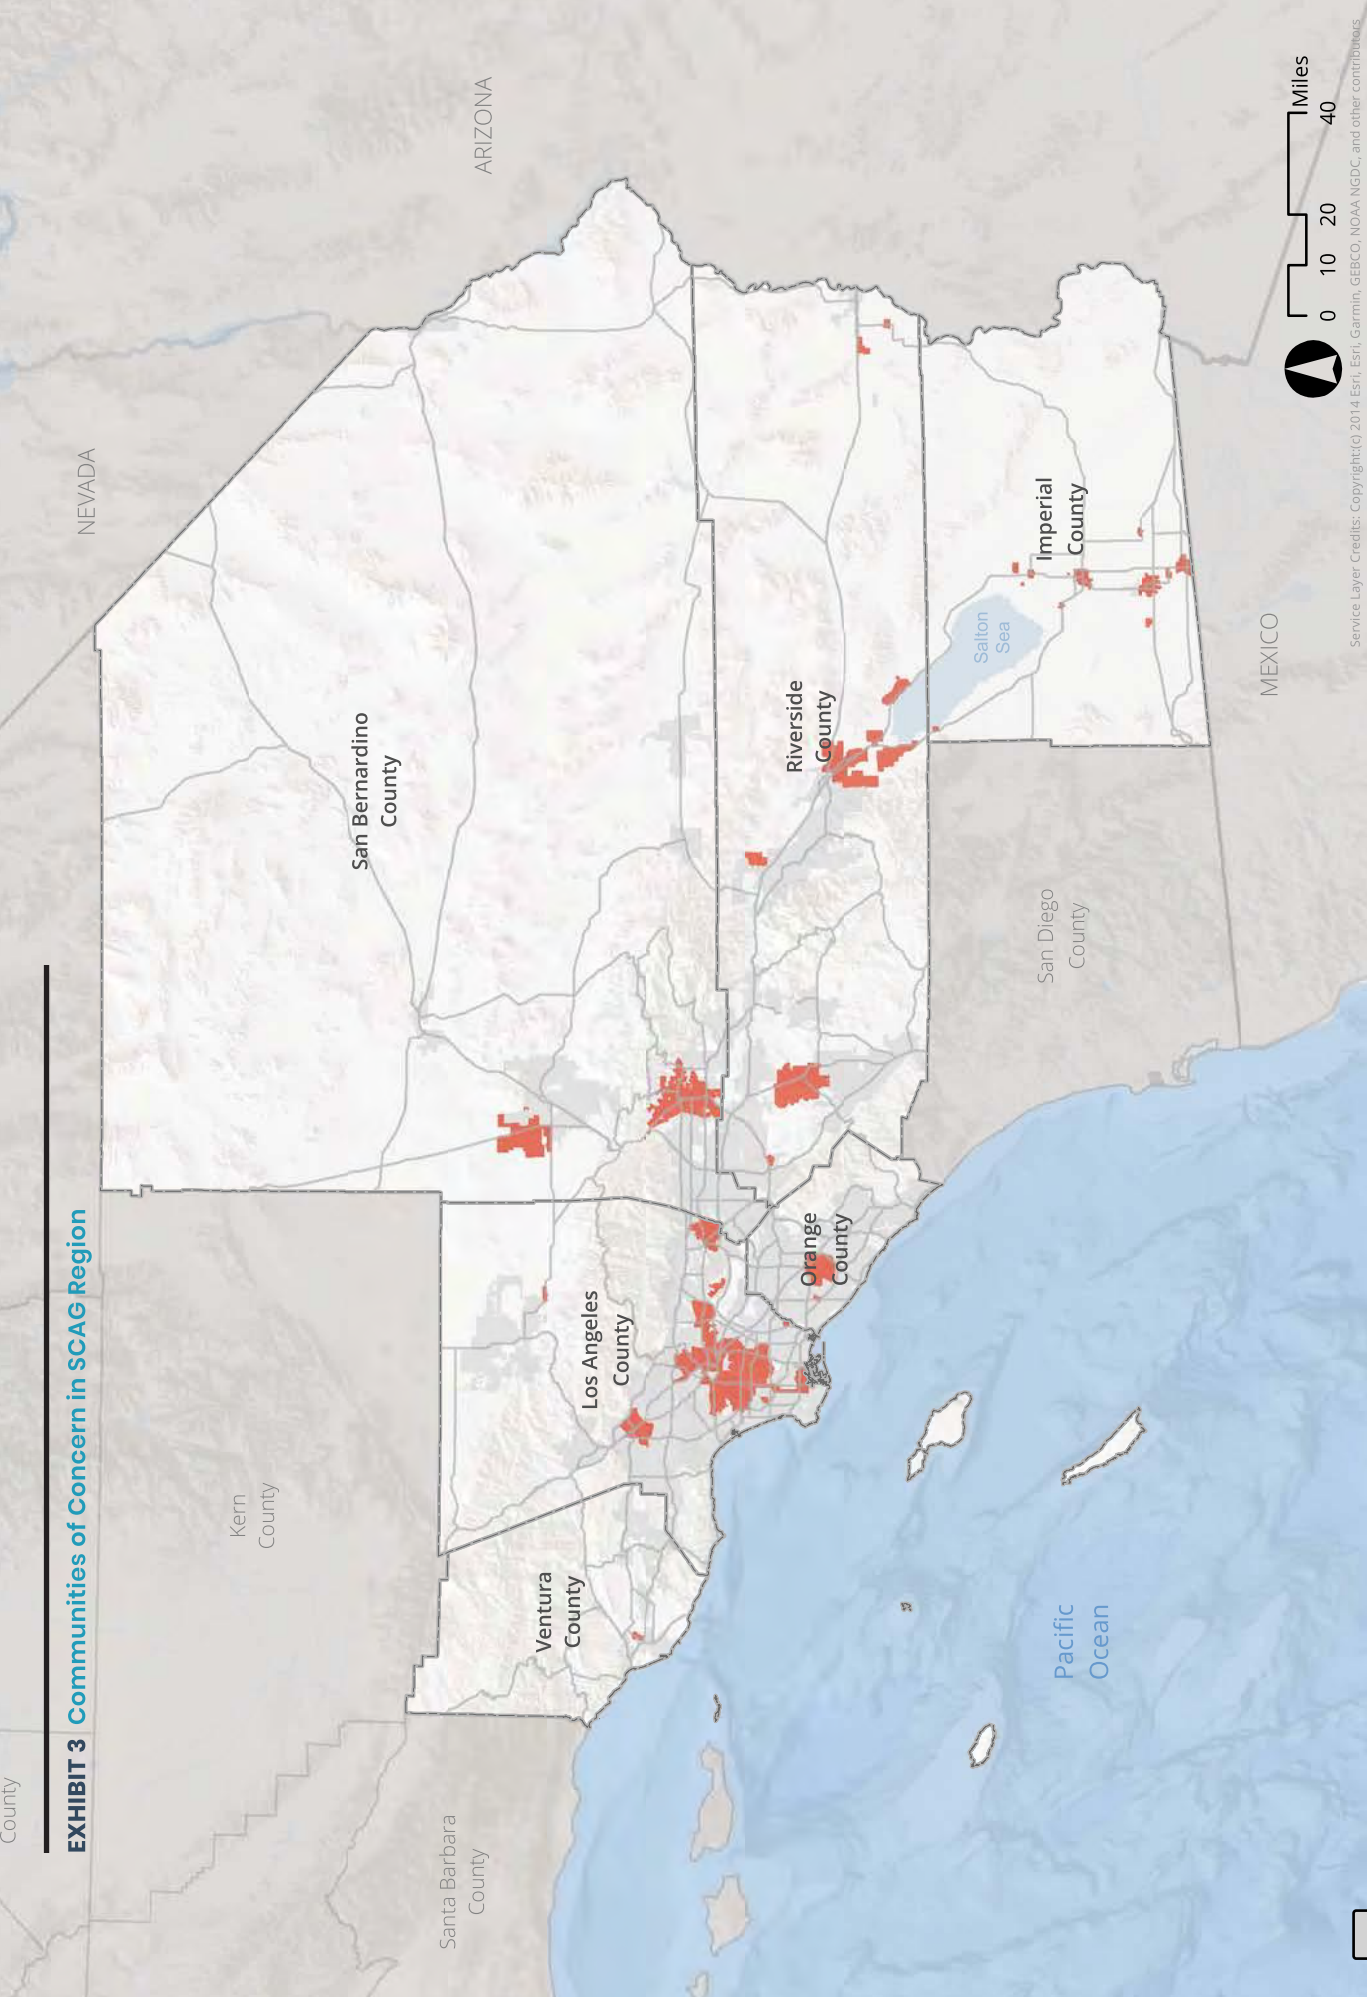 EXHIBIT 3 Communities of Concern in SCAG Region
County
NEVADA
Kern
County
San Bernardino
County
ARIZONA
Santa Barbara
County
Ventura
County
Los Angeles
County
Orange
County
Riverside
County
Salton
Sea
Imperial
County
San Diego
County
Pacific
Ocean
MEXICO
0 10 20 40
Miles
Service Layer Credits: Copyright:(c) 2014 Esri, Esri, Garmin, GEBCO, NOAA NGDC, and other contributors